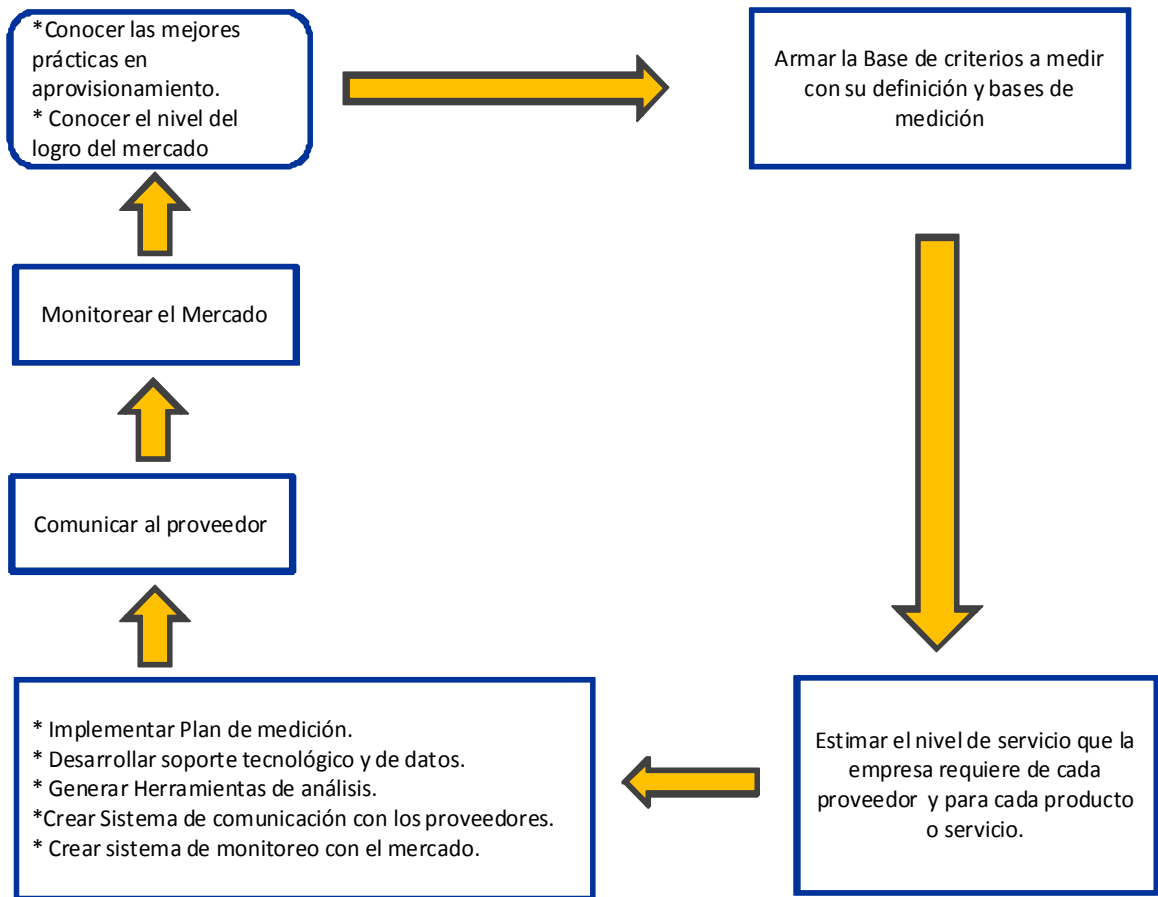 *Conocer las mejores
prácticas en
aprovisionamiento.
* Conocer el nivel del
logro del mercado
Armar la Base de criterios a medir
con su definición y bases de
medición
Monitorear el Mercado
Comunicar al proveedor
* Implementar Plan de medición.
* Desarrollar soporte tecnológico y de datos.
* Generar Herramientas de análisis.
*Crear Sistema de comunicación con los proveedores.
* Crear sistema de monitoreo con el mercado.
Estimar el nivel de servicio que la
empresa requiere de cada
proveedor y para cada producto
o servicio.